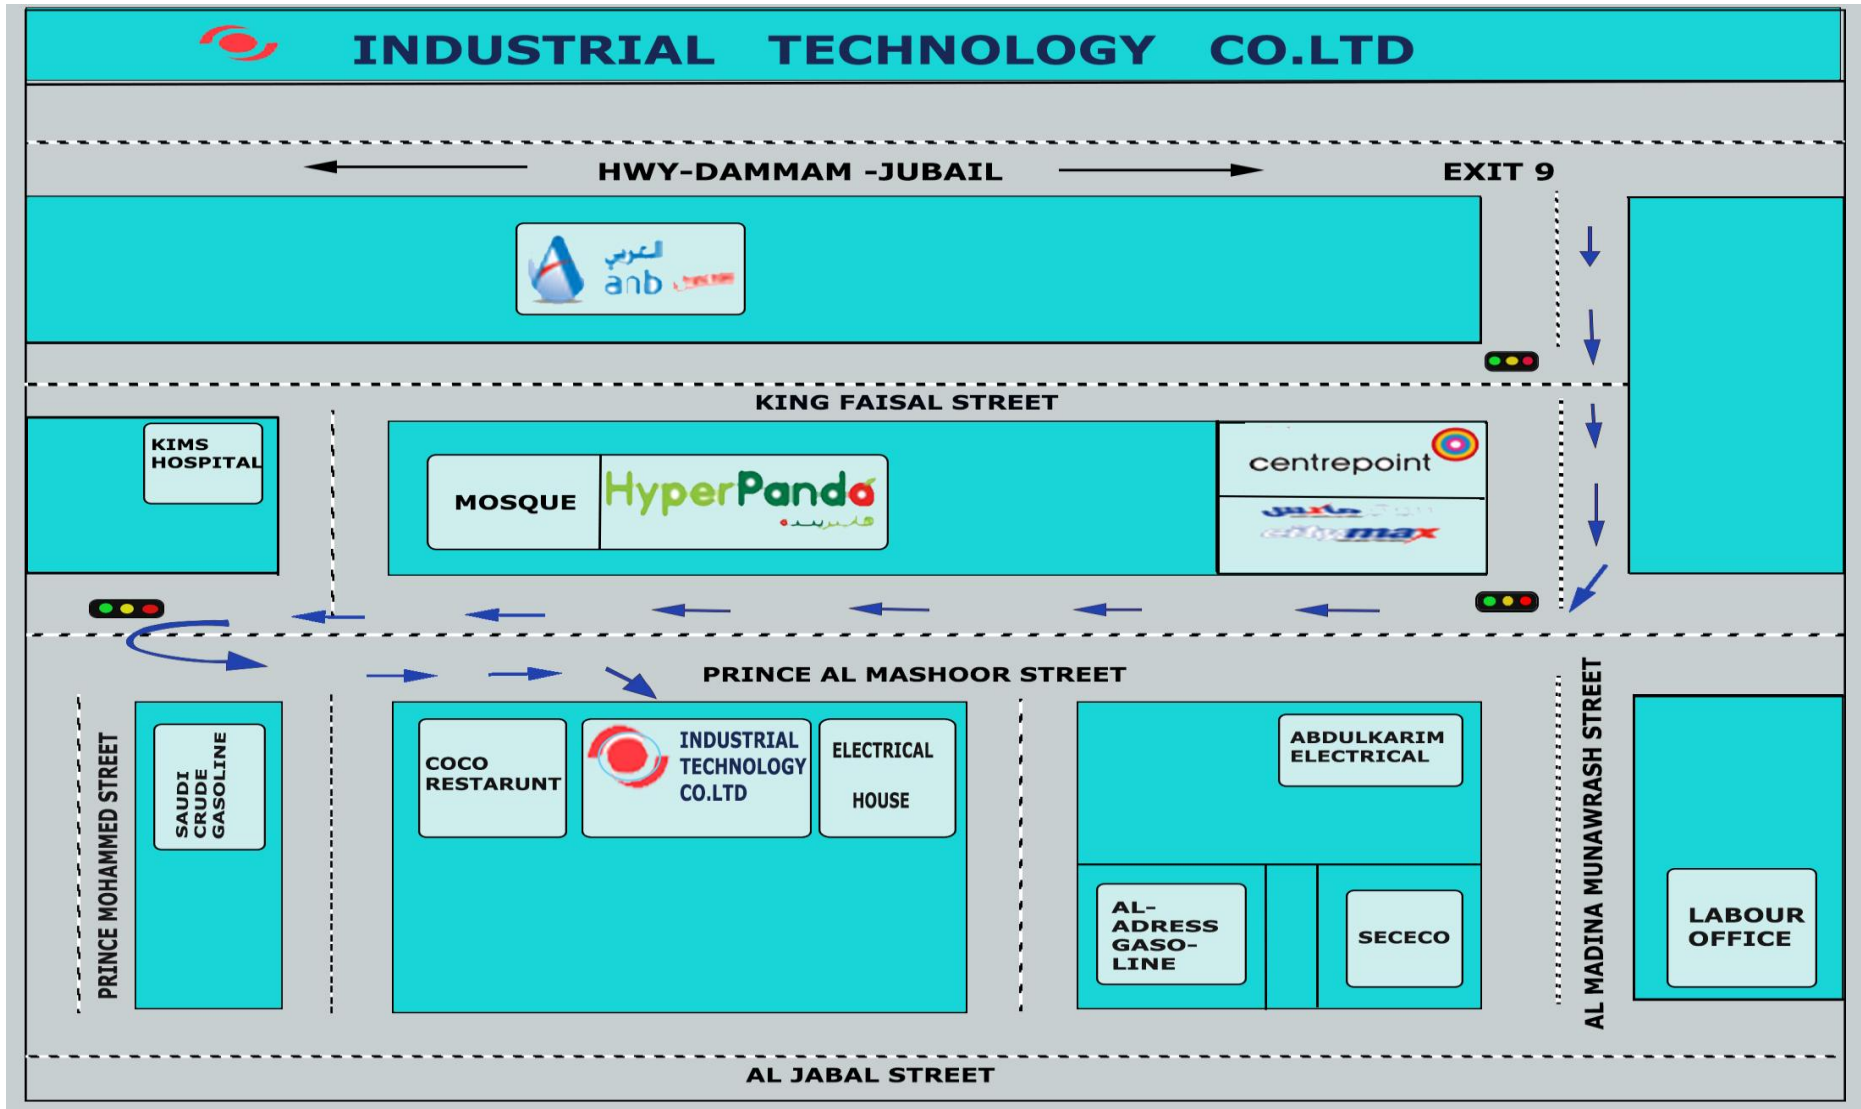 INDUSTRIAL TECHNOLOGY CO.LTD
HWY-DAMMAM -JUBAIL
EXIT 9
العربي
anb
KING FAISAL STREET
KIMS
HOSPITAL
MOSQUE
HyperPanda
centrepoint
citymax
PRINCE AL MASHOOR STREET
PRINCE MOHAMMED STREET
SAUDI
CRUDE
GASOLINE
COCO
RESTARUNT
INDUSTRIAL
TECHNOLOGY
CO.LTD
ELECTRICAL
HOUSE
ABDULKARIM
ELECTRICAL
AL-
ADRESS
GASO-
LINE
SECECO
AL MADINA MUNAWRASH STREET
LABOUR
OFFICE
AL JABAL STREET